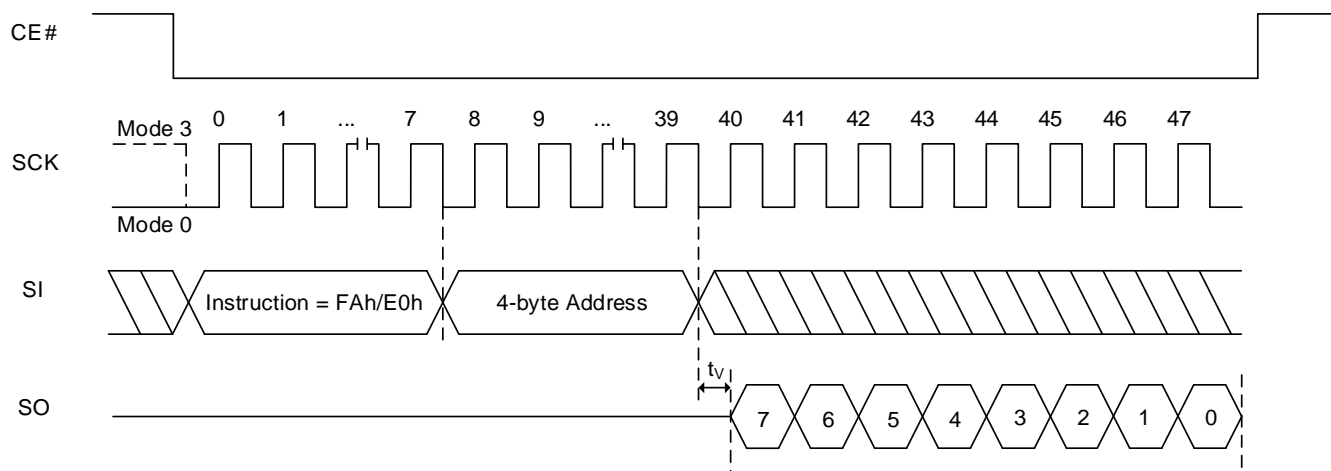 CE#
0 1 ... 7 8 9 ... 39 40 41 42 43 44 45 46 47
Mode 3
SCK
Mode 0
SI
Instruction = FAh/E0h
4-byte Address
tV
SO
7 6 5 4 3 2 1 0